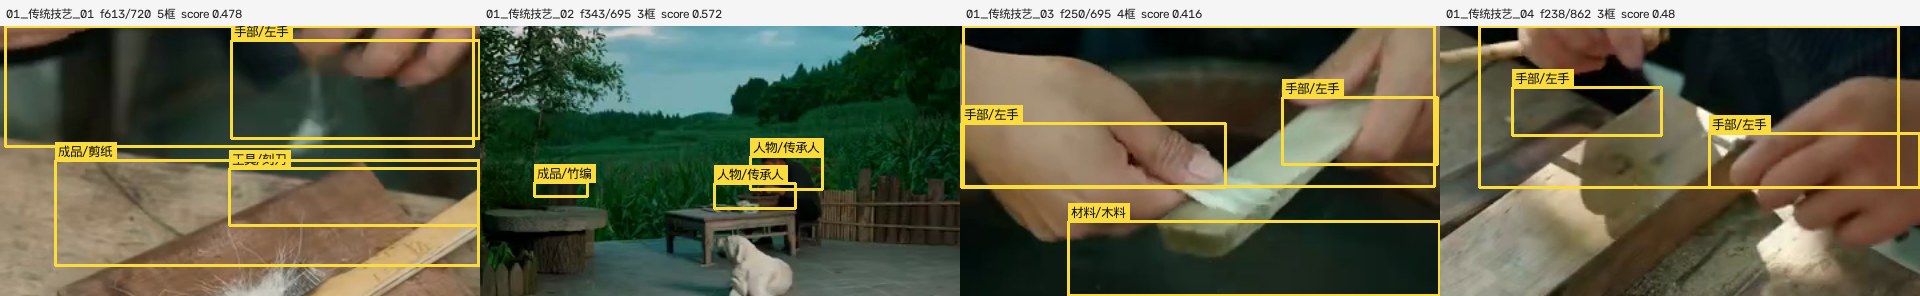 01_传统技艺_01 f613/720 5框 score 0.478
手部/左手
成品/剪纸
工具/刻刀
01_传统技艺_02 f343/695 3框 score 0.572
人物/传承人
成品/竹编
人物/传承人
01_传统技艺_03 f250/695 4框 score 0.416
手部/左手
手部/左手
材料/木料
01_传统技艺_04 f238/862 3框 score 0.48
手部/左手
手部/左手